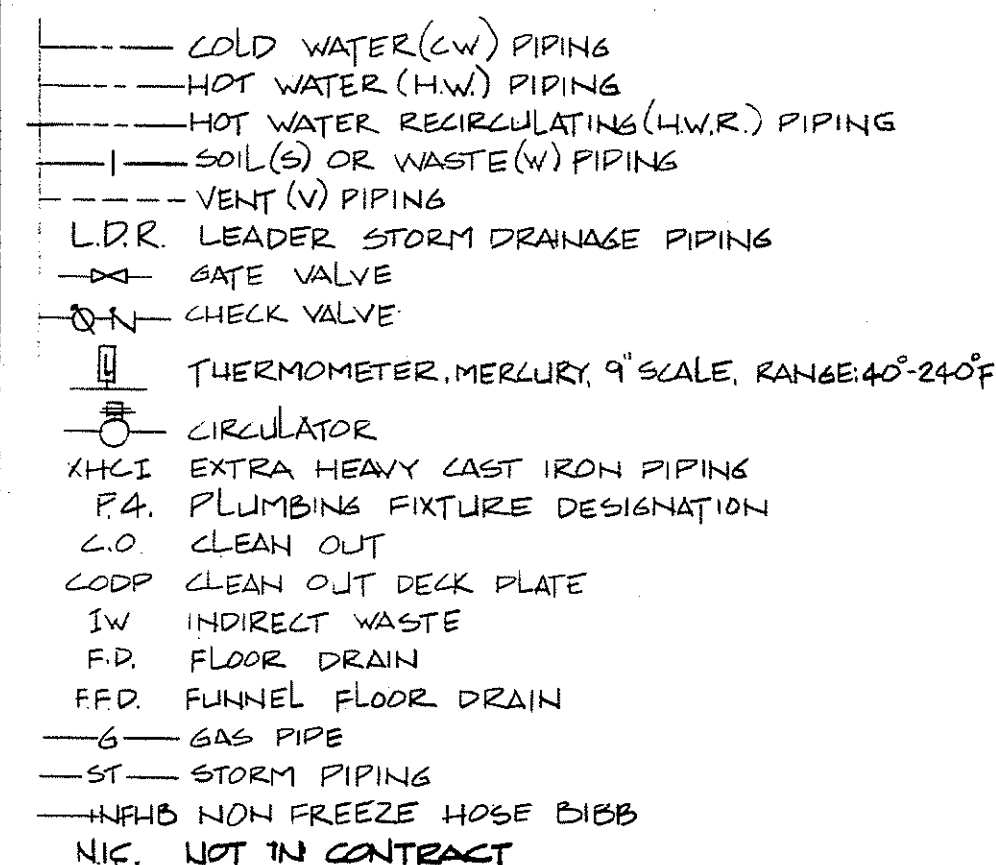 COLD WATER(CW) PIPING
HOT WATER (H.W.) PIPING
HOT WATER RECIRCULATING(H.W.R.) PIPING
SOIL(S) OR WASTE(W) PIPING
VENT (V) PIPING
L.D.R. LEADER STORM DRAINAGE PIPING
GATE VALVE
CHECK VALVE
THERMOMETER, MERCURY, 9" SCALE, RANGE:40°-240°F
CIRCULATOR
XHCI EXTRA HEAVY CAST IRON PIPING
P.4. PLUMBING FIXTURE DESIGNATION
C.O. CLEAN OUT
CODP CLEAN OUT DECK PLATE
IW INDIRECT WASTE
F.D. FLOOR DRAIN
F.F.D. FUNNEL FLOOR DRAIN
G GAS PIPE
ST STORM PIPING
NFHB NON FREEZE HOSE BIBB
N.I.C. NOT IN CONTRACT